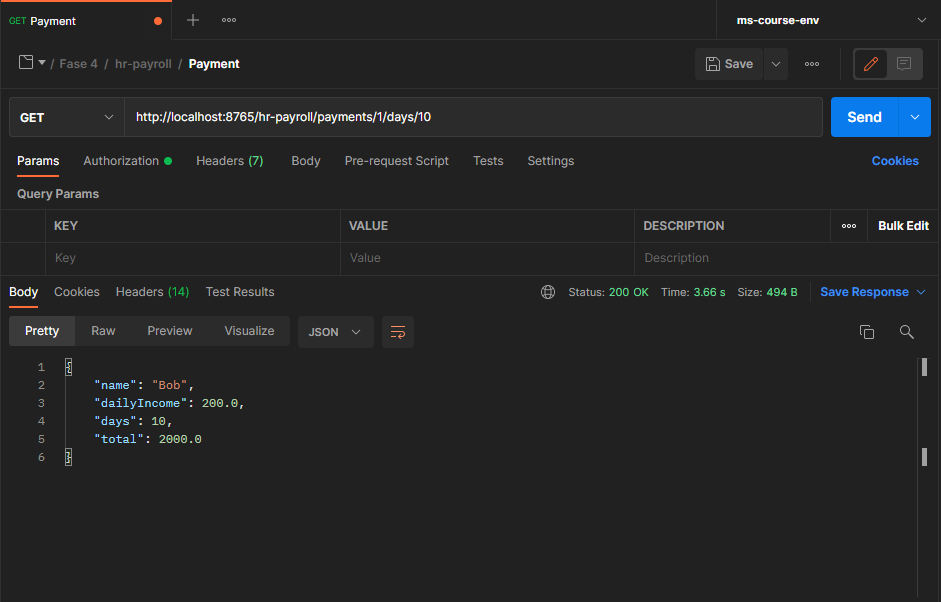 GET Payment
ms-course-env
/ Fase 4 / hr-payroll / Payment
Save
GET http://localhost:8765/hr-payroll/payments/1/days/10 Send
Params Authorization Headers (7) Body Pre-request Script Tests Settings Cookies
Query Params
KEY VALUE DESCRIPTION Bulk Edit
Key Value Description
Body Cookies Headers (14) Test Results Status: 200 OK Time: 3.66 s Size: 494 B Save Response
Pretty Raw Preview Visualize JSON
1 {
2 "name": "Bob",
3 "dailyIncome": 200.0,
4 "days": 10,
5 "total": 2000.0
6 }